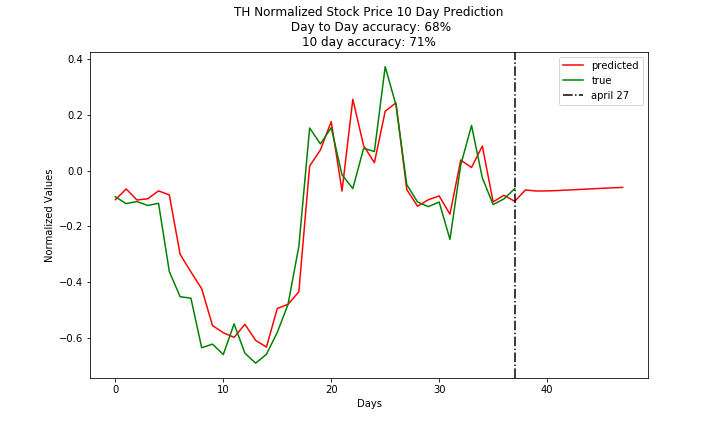 TH Normalized Stock Price 10 Day Prediction
Day to Day accuracy: 68%
10 day accuracy: 71%
predicted
true
april 27
0.4
0.2
0.0
−0.2
−0.4
−0.6
Normalized Values
0
10
20
30
40
Days